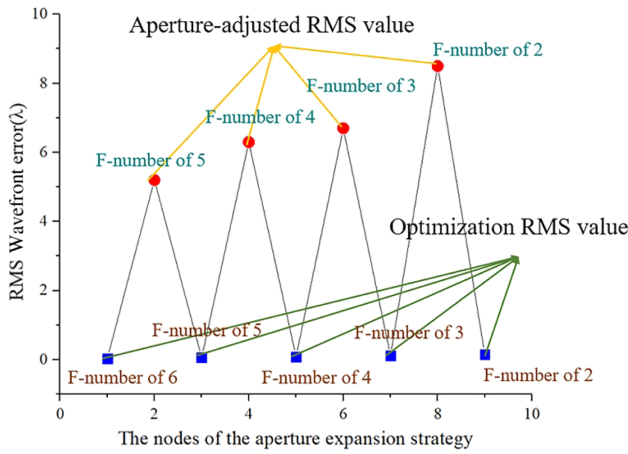 Aperture-adjusted RMS value
F-number of 2
F-number of 3
F-number of 4
F-number of 5
Optimization RMS value
F-number of 5
F-number of 3
F-number of 6
F-number of 4
F-number of 2
RMS Wavefront error(λ)
10
8
6
4
2
0
0
2
4
6
8
10
The nodes of the aperture expansion strategy